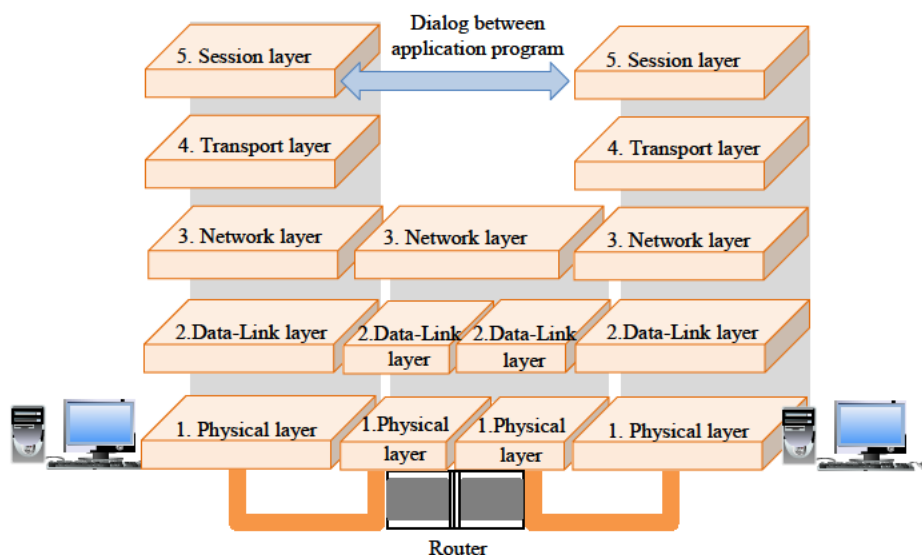 Dialog between
application program
5. Session layer
5. Session layer
4. Transport layer
4. Transport layer
3. Network layer
3. Network layer
3. Network layer
2.Data-Link layer
2.Data-Link
layer
2.Data-Link
layer
2.Data-Link layer
1. Physical layer
1.Physical
layer
1.Physical
layer
1. Physical layer
Router